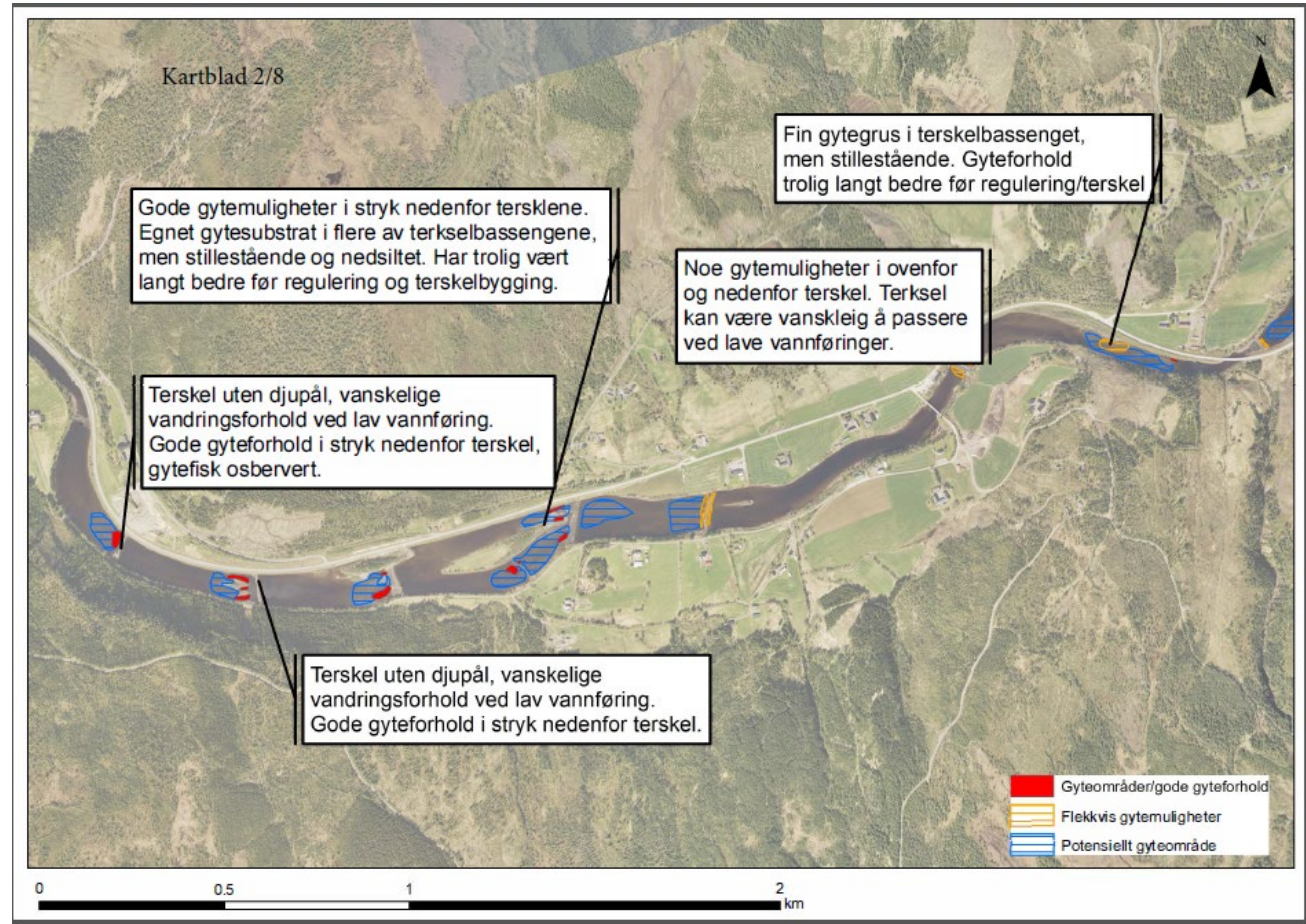 Kartblad 2/8
N
Fin gytegrus i terskelbassenget,
men stillestående. Gyteforhold
trolig langt bedre før regulering/terskel
Gode gytemuligheter i stryk nedenfor tersklene.
Egnet gytesubstrat i flere av terkselbassengene,
men stillestående og nedsiltet. Har trolig vært
langt bedre før regulering og terskelbygging.
Noe gytemuligheter i ovenfor
og nedenfor terskel. Terksel
kan være vanskleig å passere
ved lave vannføringer.
Terskel uten djupål, vanskelige
vandringsforhold ved lav vannføring.
Gode gyteforhold i stryk nedenfor terskel,
gytefisk osbervert.
Terskel uten djupål, vanskelige
vandringsforhold ved lav vannføring.
Gode gyteforhold i stryk nedenfor terskel.
Gyteområder/gode gyteforhold
Flekkvis gytemuligheter
Potensiellt gyteområde
0 0.5 1 2
km